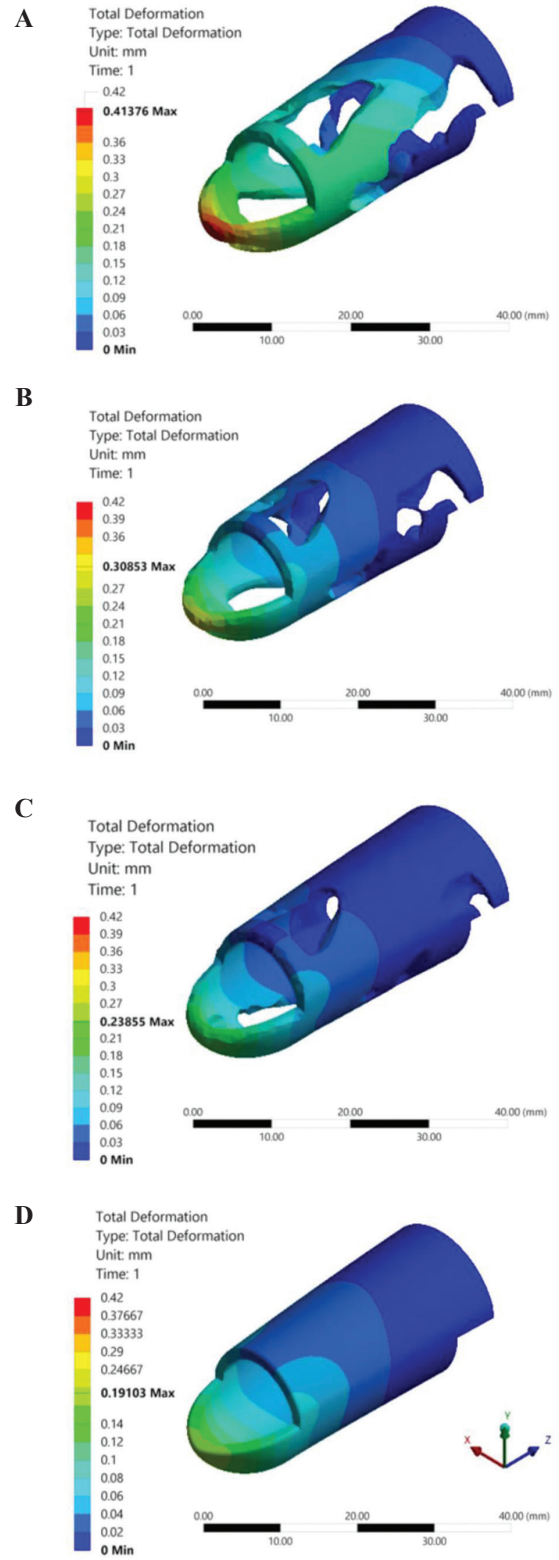 A
Total Deformation
Type: Total Deformation
Unit: mm
Time: 1
0.42
0.41376 Max
0.36
0.33
0.3
0.27
0.24
0.21
0.18
0.15
0.12
0.09
0.06
0.03
0 Min
0.00 20.00 40.00 (mm)
10.00 30.00
B
Total Deformation
Type: Total Deformation
Unit: mm
Time: 1
0.42
0.39
0.36
0.30853 Max
0.27
0.24
0.21
0.18
0.15
0.12
0.09
0.06
0.03
0 Min
0.00 20.00 40.00 (mm)
10.00 30.00
C
Total Deformation
Type: Total Deformation
Unit: mm
Time: 1
0.42
0.39
0.36
0.33
0.3
0.27
0.23855 Max
0.21
0.18
0.15
0.12
0.09
0.06
0.03
0 Min
0.00 20.00 40.00 (mm)
10.00 30.00
D
Total Deformation
Type: Total Deformation
Unit: mm
Time: 1
0.42
0.37667
0.33333
0.29
0.24667
0.19103 Max
0.14
0.12
0.1
0.08
0.06
0.04
0.02
0 Min
Y
X Z
0.00 20.00 40.00 (mm)
10.00 30.00